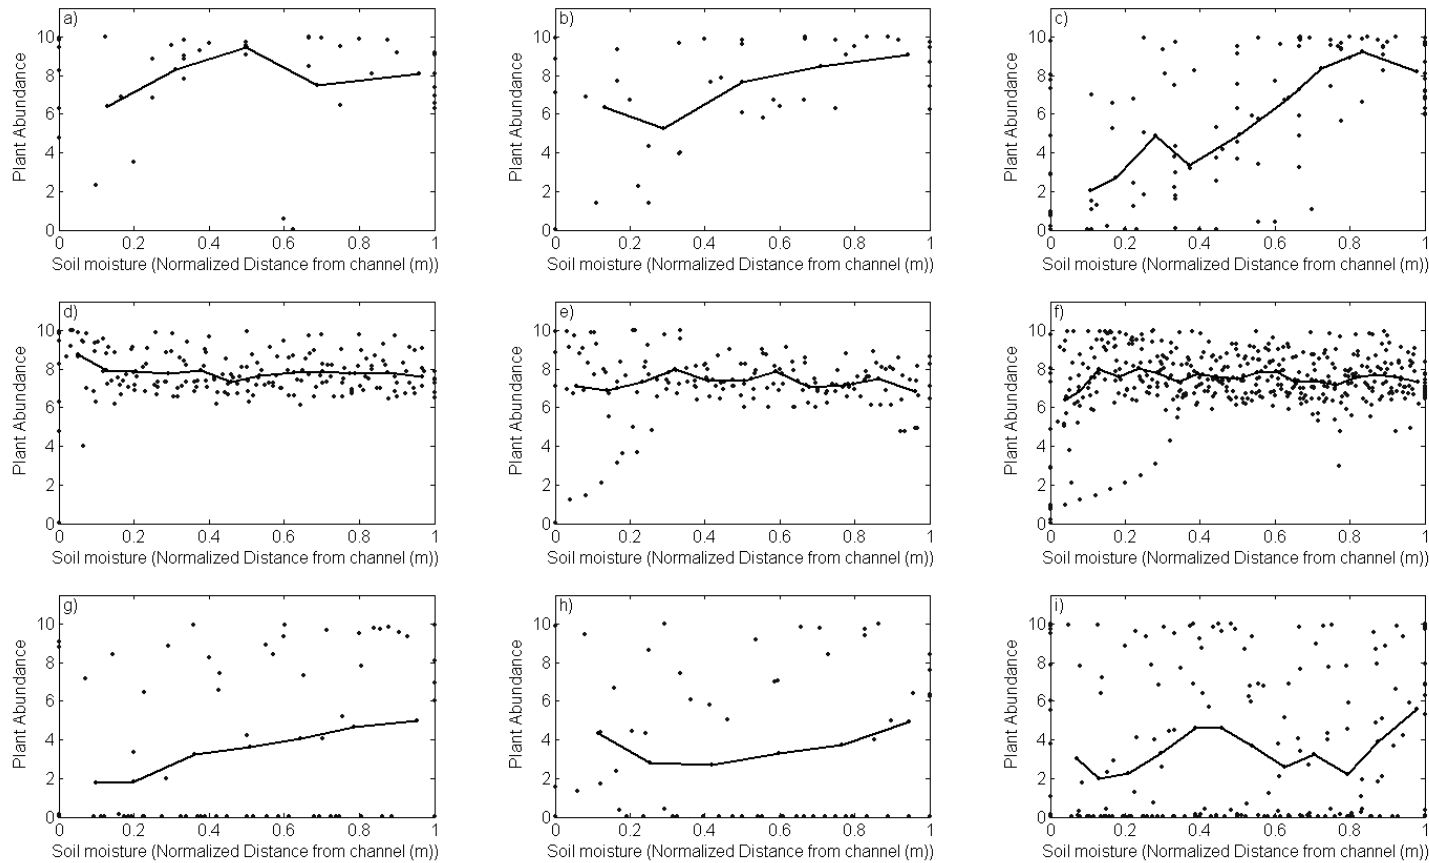 a) b) c)
10 10 10
8 8 8
6 6 6
4 4 4
2 2 2
0 0 0
0 0.2 0.4 0.6 0.8 1 0 0.2 0.4 0.6 0.8 1 0 0.2 0.4 0.6 0.8 1
Plant Abundance Plant Abundance Plant Abundance
Soil moisture (Normalized Distance from channel (m)) Soil moisture (Normalized Distance from channel (m)) Soil moisture (Normalized Distance from channel (m))
d) e) f)
10 10 10
8 8 8
6 6 6
4 4 4
2 2 2
0 0 0
0 0.2 0.4 0.6 0.8 1 0 0.2 0.4 0.6 0.8 1 0 0.2 0.4 0.6 0.8 1
Plant Abundance Plant Abundance Plant Abundance
Soil moisture (Normalized Distance from channel (m)) Soil moisture (Normalized Distance from channel (m)) Soil moisture (Normalized Distance from channel (m))
g) h) i)
10 10 10
8 8 8
6 6 6
4 4 4
2 2 2
0 0 0
0 0.2 0.4 0.6 0.8 1 0 0.2 0.4 0.6 0.8 1 0 0.2 0.4 0.6 0.8 1
Plant Abundance Plant Abundance Plant Abundance
Soil moisture (Normalized Distance from channel (m)) Soil moisture (Normalized Distance from channel (m)) Soil moisture (Normalized Distance from channel (m))